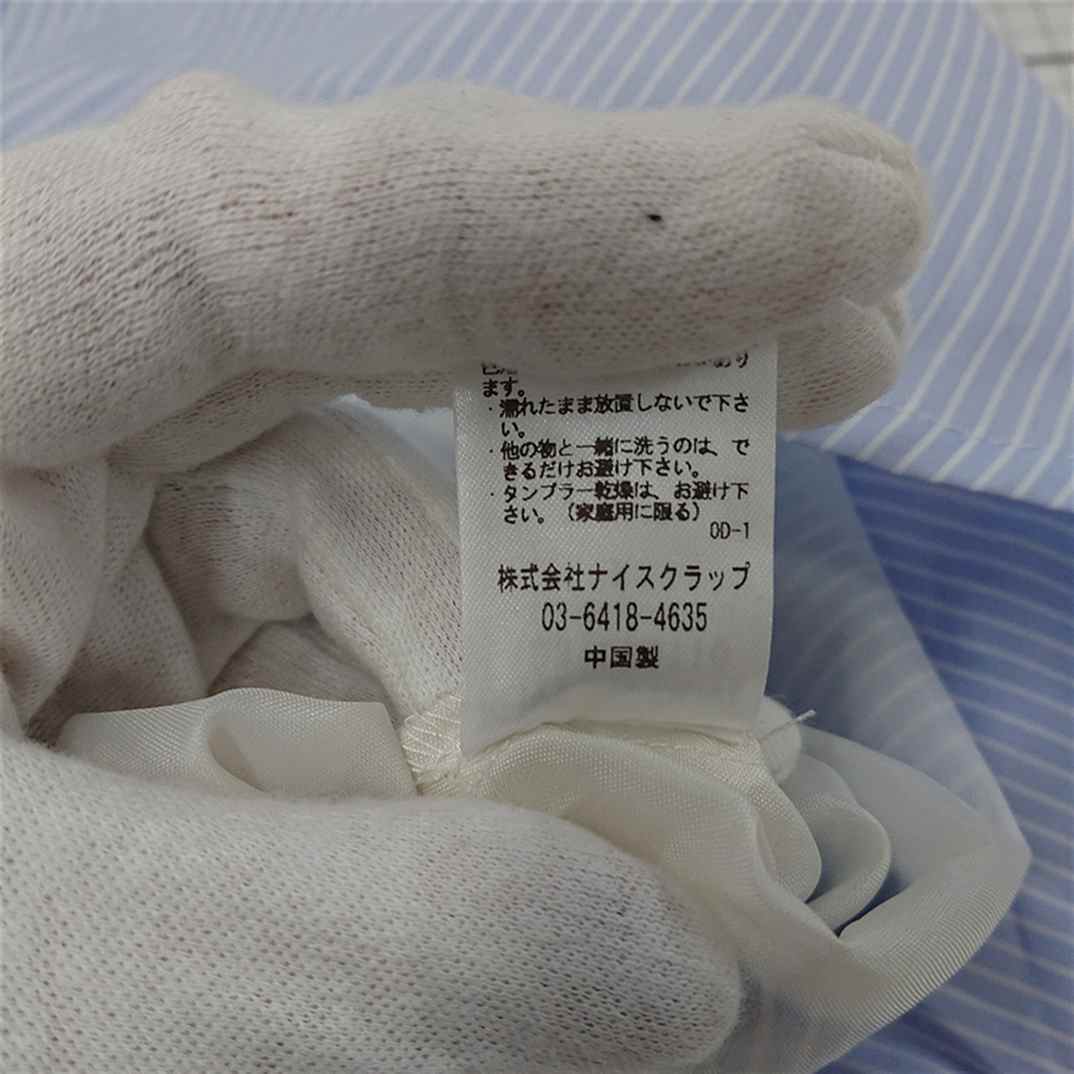 あり
ます。
・濡れたまま放置しないで下さ
い。
・他の物と一緒に洗うのは、で
きるだけお避け下さい。
・タンブラー乾燥は、お避け下
さい。（家庭用に限る）
OD-1
株式会社ナイスクラップ
03-6418-4635
中国製